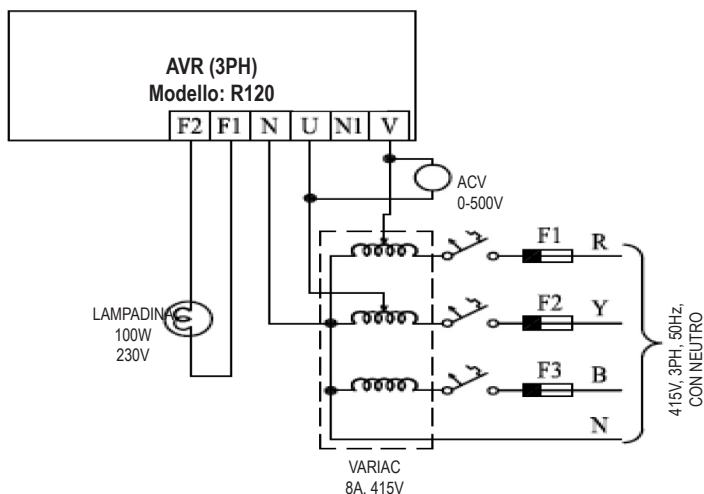 AVR (3PH)
Modello: R120
F2 F1 N U N1 V
ACV
0-500V
F1 R
LAMPADINA
100W
230V
F2 Y
F3 B
N
415V, 3PH, 50Hz,
CON NEUTRO
VARIAC
8A. 415V